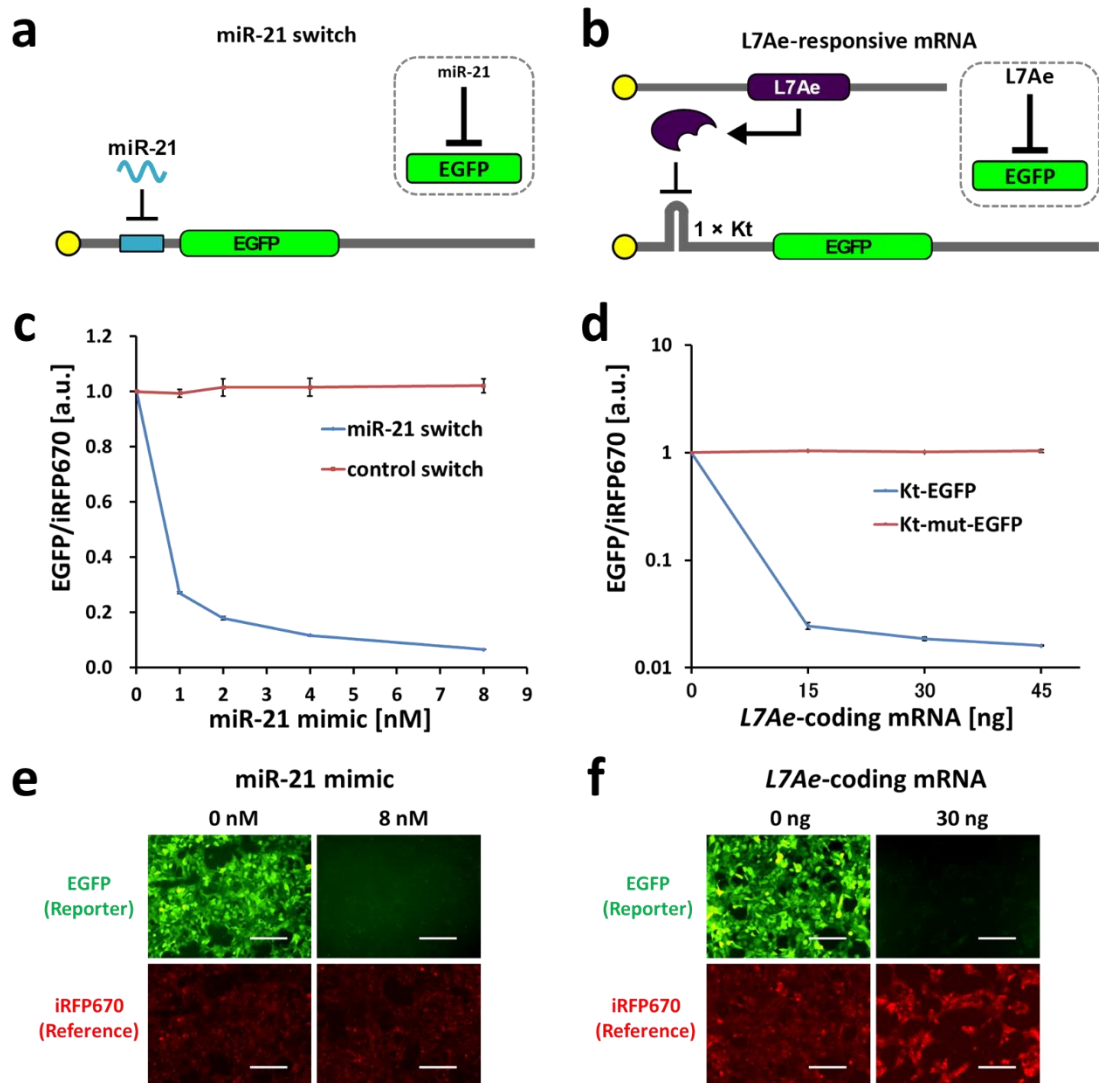 a
miR-21 switch
miR-21
EGFP
miR-21
EGFP
b
L7Ae-responsive mRNA
L7Ae
L7Ae
EGFP
1 × Kt
EGFP
c
EGFP/iRFP670 [a.u.]
1.2
1.0
0.8
0.6
0.4
0.2
0.0
miR-21 switch
control switch
0 1 2 3 4 5 6 7 8 9
miR-21 mimic [nM]
d
EGFP/iRFP670 [a.u.]
10
1
0.1
0.01
Kt-EGFP
Kt-mut-EGFP
0 15 30 45
L7Ae-coding mRNA [ng]
e
miR-21 mimic
0 nM 8 nM
EGFP
(Reporter)
iRFP670
(Reference)
f
L7Ae-coding mRNA
0 ng 30 ng
EGFP
(Reporter)
iRFP670
(Reference)